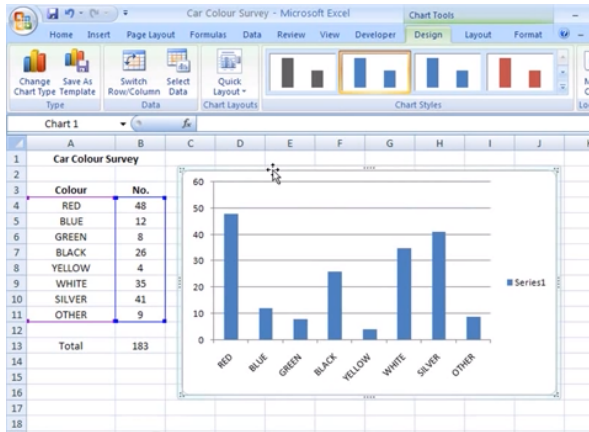 Car Colour Survey - Microsoft Excel Chart Tools
Home Insert Page Layout Formulas Data Review View Developer Design Layout Format
Change Chart Type Save As Template Switch Row/Column Select Data Quick Layout
Type Data Chart Layouts Chart Styles
Chart 1 fx
A B C D E F G H I J
1 Car Colour Survey
2
3 Colour No.
4 RED 48
5 BLUE 12
6 GREEN 8
7 BLACK 26
8 YELLOW 4
9 WHITE 35
10 SILVER 41
11 OTHER 9
12
13 Total 183
14
15
16
17
18
60
50
40
30
20
10
0
RED BLUE GREEN BLACK YELLOW WHITE SILVER OTHER
Series1